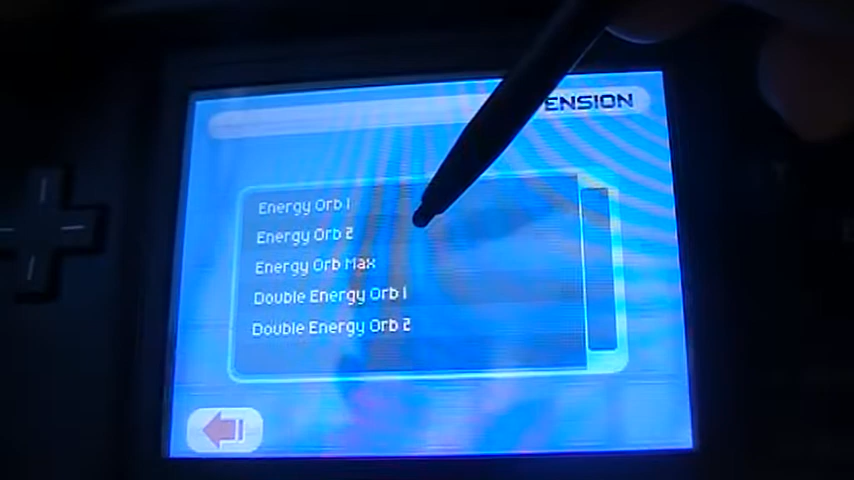 ENSION
Energy Orb 1
Energy Orb 2
Energy Orb Max
Double Energy Orb 1
Double Energy Orb 2